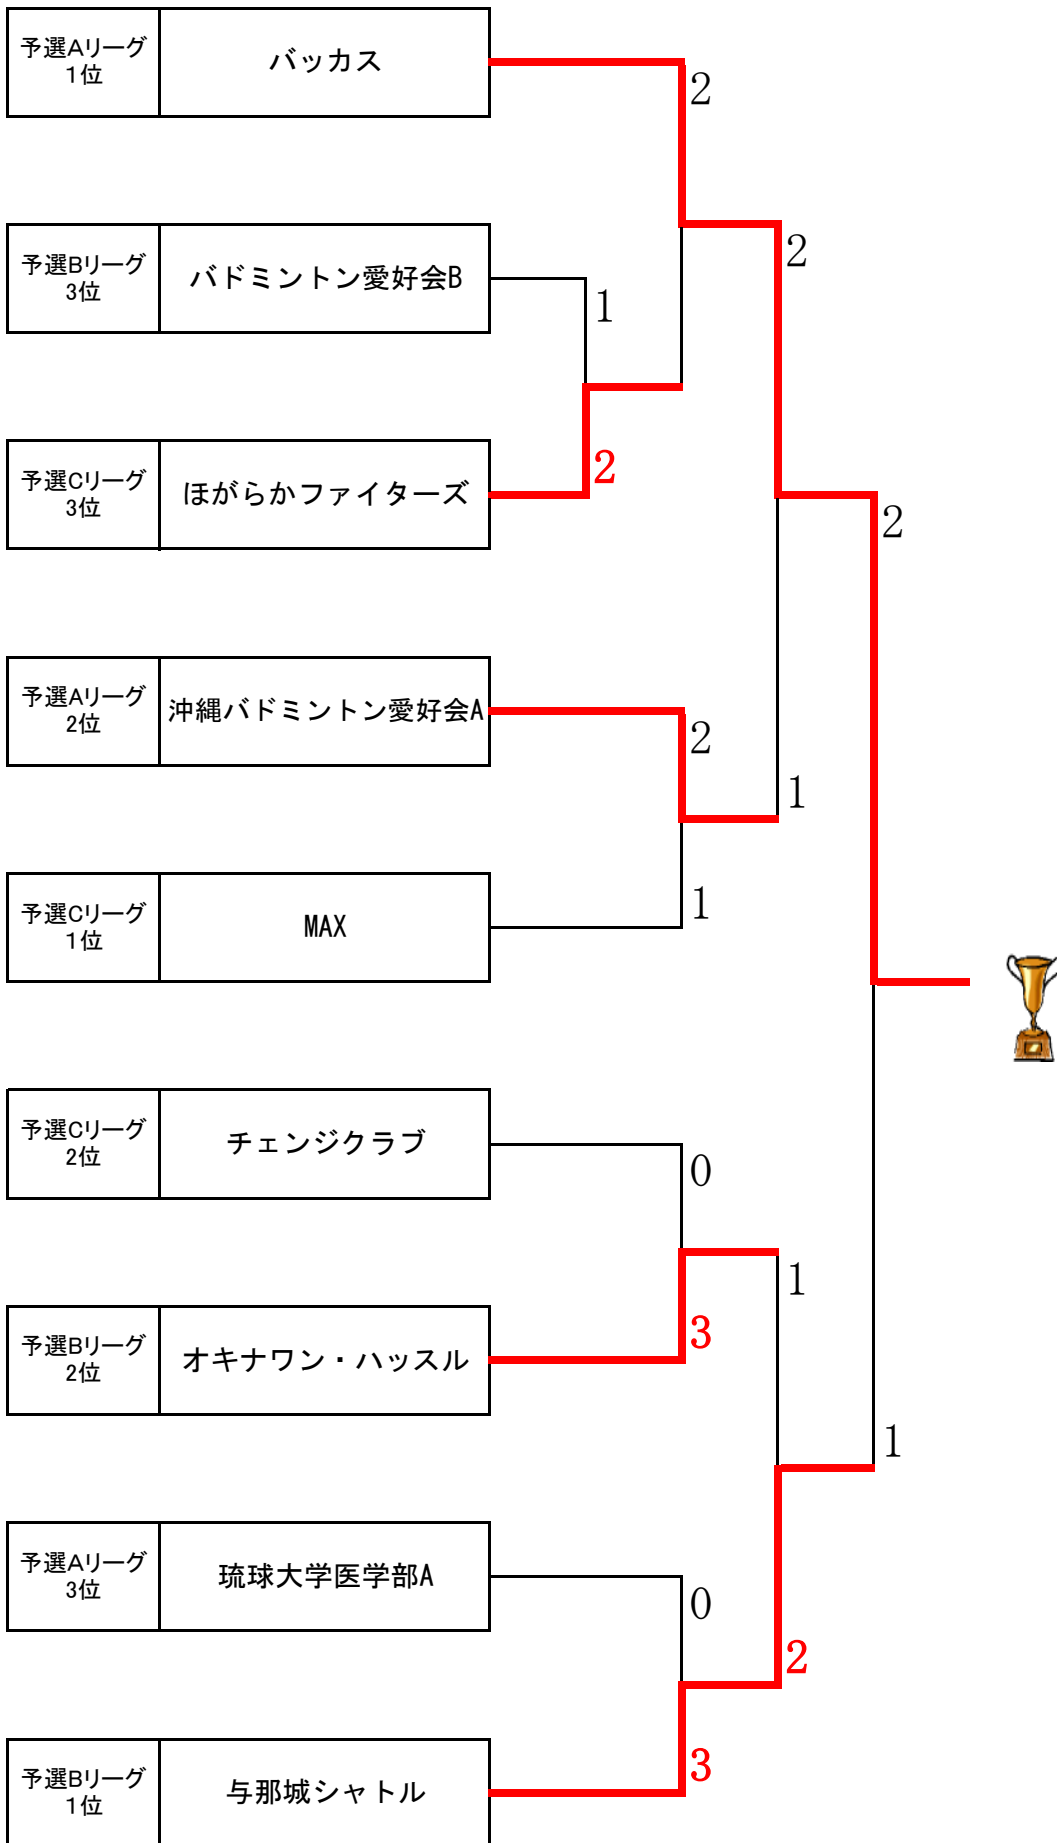 予選Aリーグ
1位
バッカス
2
2
予選Bリーグ
3位
バドミントン愛好会B
1
予選Cリーグ
3位
ほがらかファイターズ
2
2
予選Aリーグ
2位
沖縄バドミントン愛好会A
2
1
予選Cリーグ
1位
MAX
1
予選Cリーグ
2位
チェンジクラブ
0
1
予選Bリーグ
2位
オキナワン・ハッスル
3
1
予選Aリーグ
3位
琉球大学医学部A
0
2
予選Bリーグ
1位
与那城シャトル
3